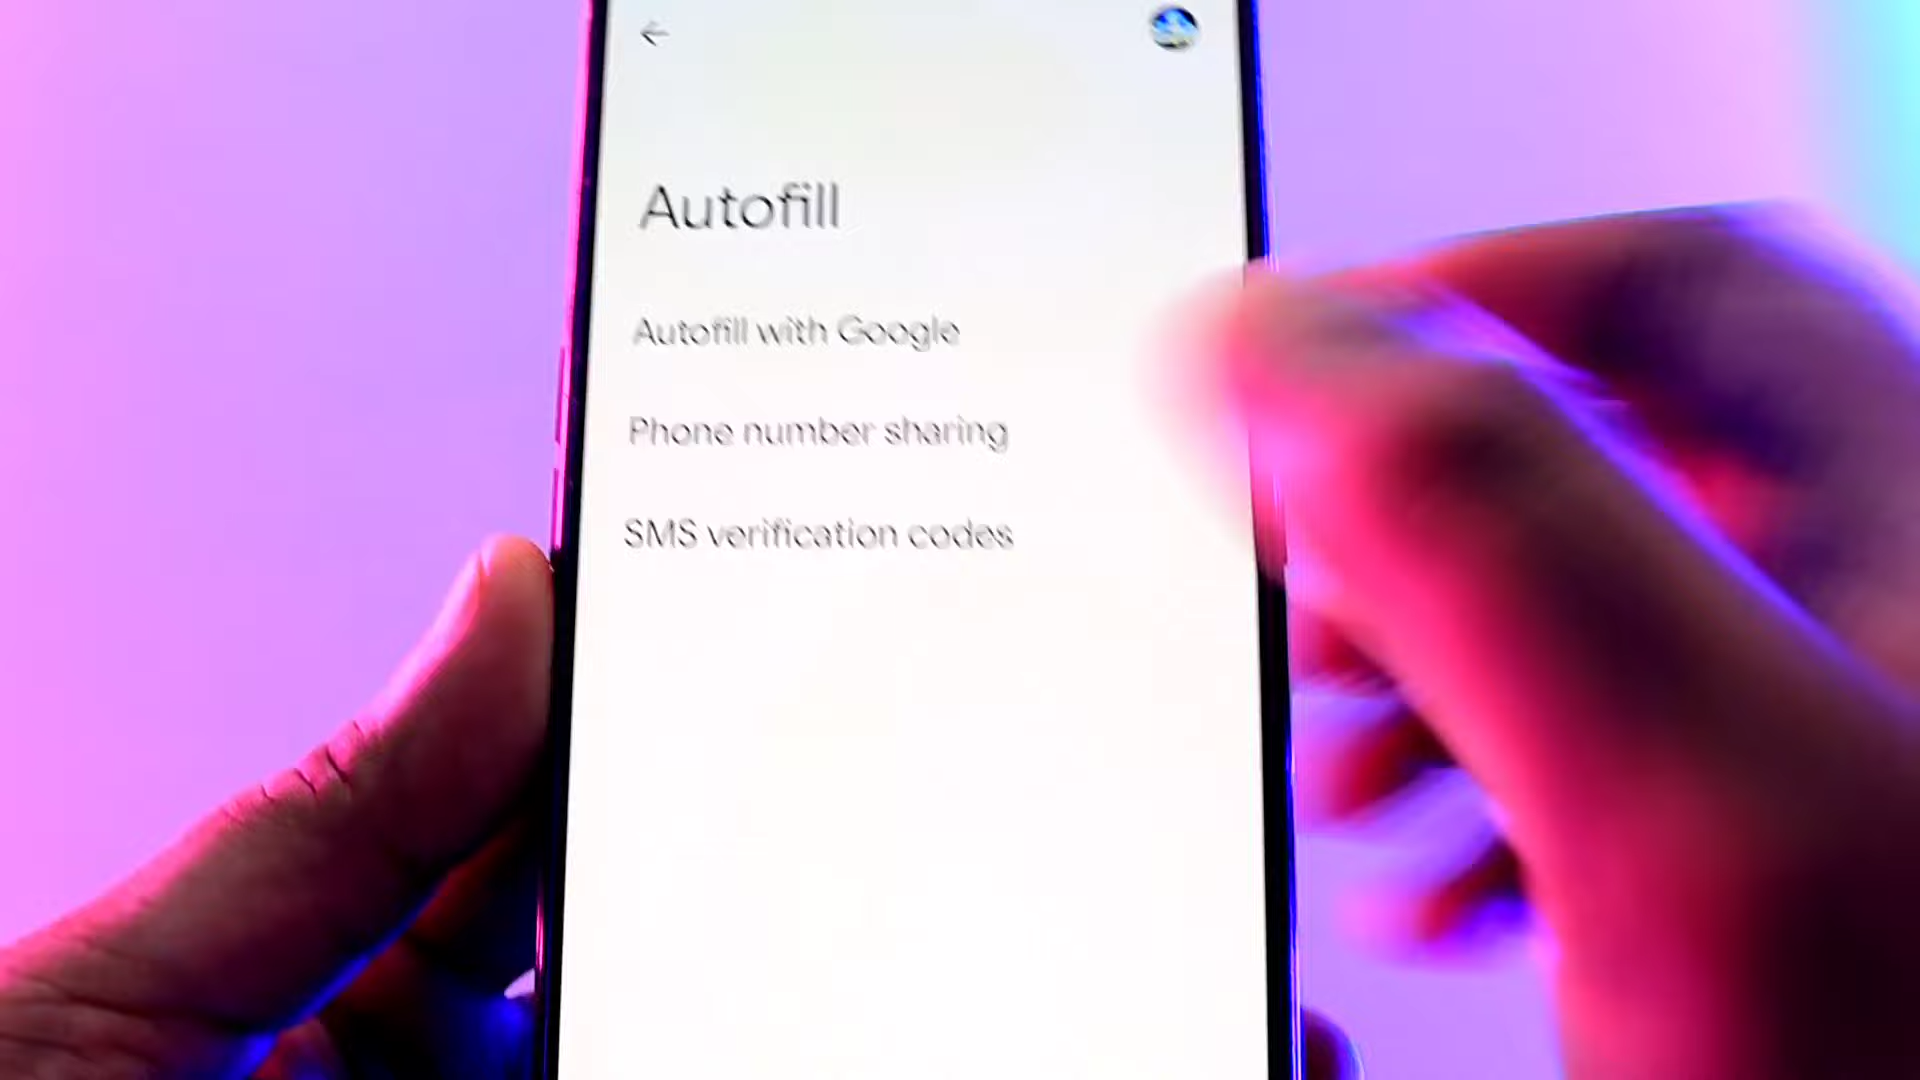 Autofill
Autofill with Google
Phone number sharing
SMS verification codes